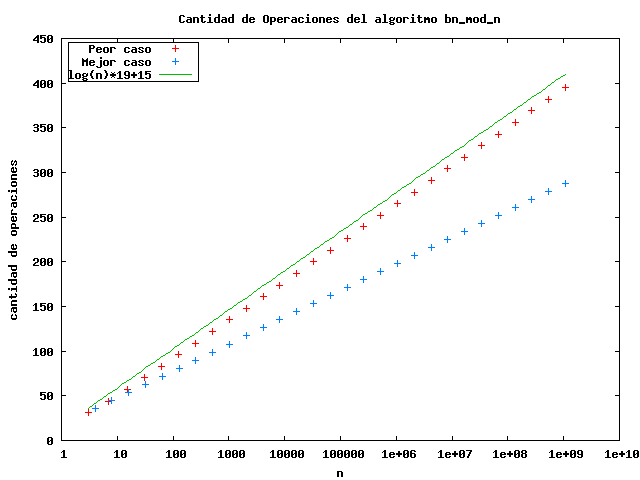 Cantidad de Operaciones del algoritmo bn_mod_n
450
400
350
300
250
200
150
100
50
0
Peor caso
Mejor caso
log(n)*19+15
cantidad de operaciones
1 10 100 1000 10000 100000 1e+06 1e+07 1e+08 1e+09 1e+10
n